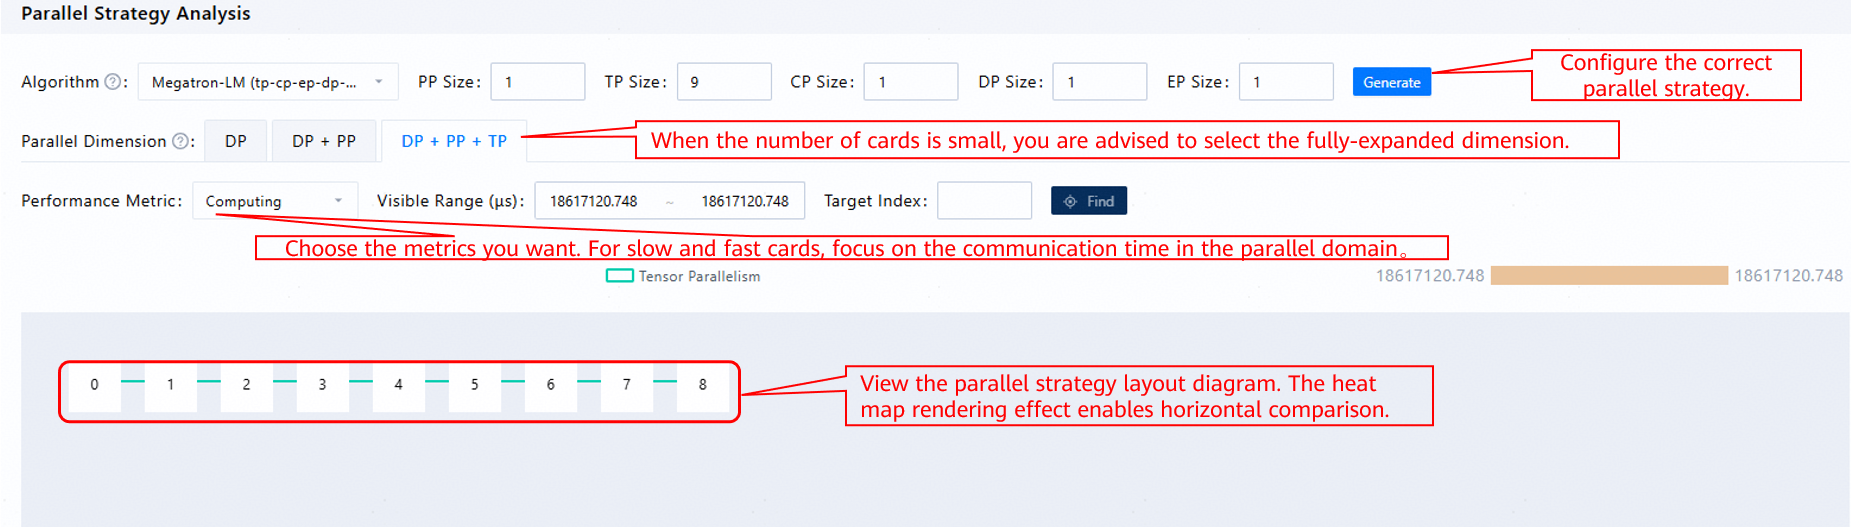 Parallel Strategy Analysis
Algorithm ?: Megatron-LM (tp-cp-ep-dp-... PP Size: 1 TP Size: 9 CP Size: 1 DP Size: 1 EP Size: 1 Generate
Configure the correct
parallel strategy.
Parallel Dimension ?: DP DP + PP DP + PP + TP
When the number of cards is small, you are advised to select the fully-expanded dimension.
Performance Metric: Computing Visible Range (μs): 18617120.748 ~ 18617120.748 Target Index: Find
Choose the metrics you want. For slow and fast cards, focus on the communication time in the parallel domain。
Tensor Parallelism 18617120.748 18617120.748
0 1 2 3 4 5 6 7 8
View the parallel strategy layout diagram. The heat
map rendering effect enables horizontal comparison.